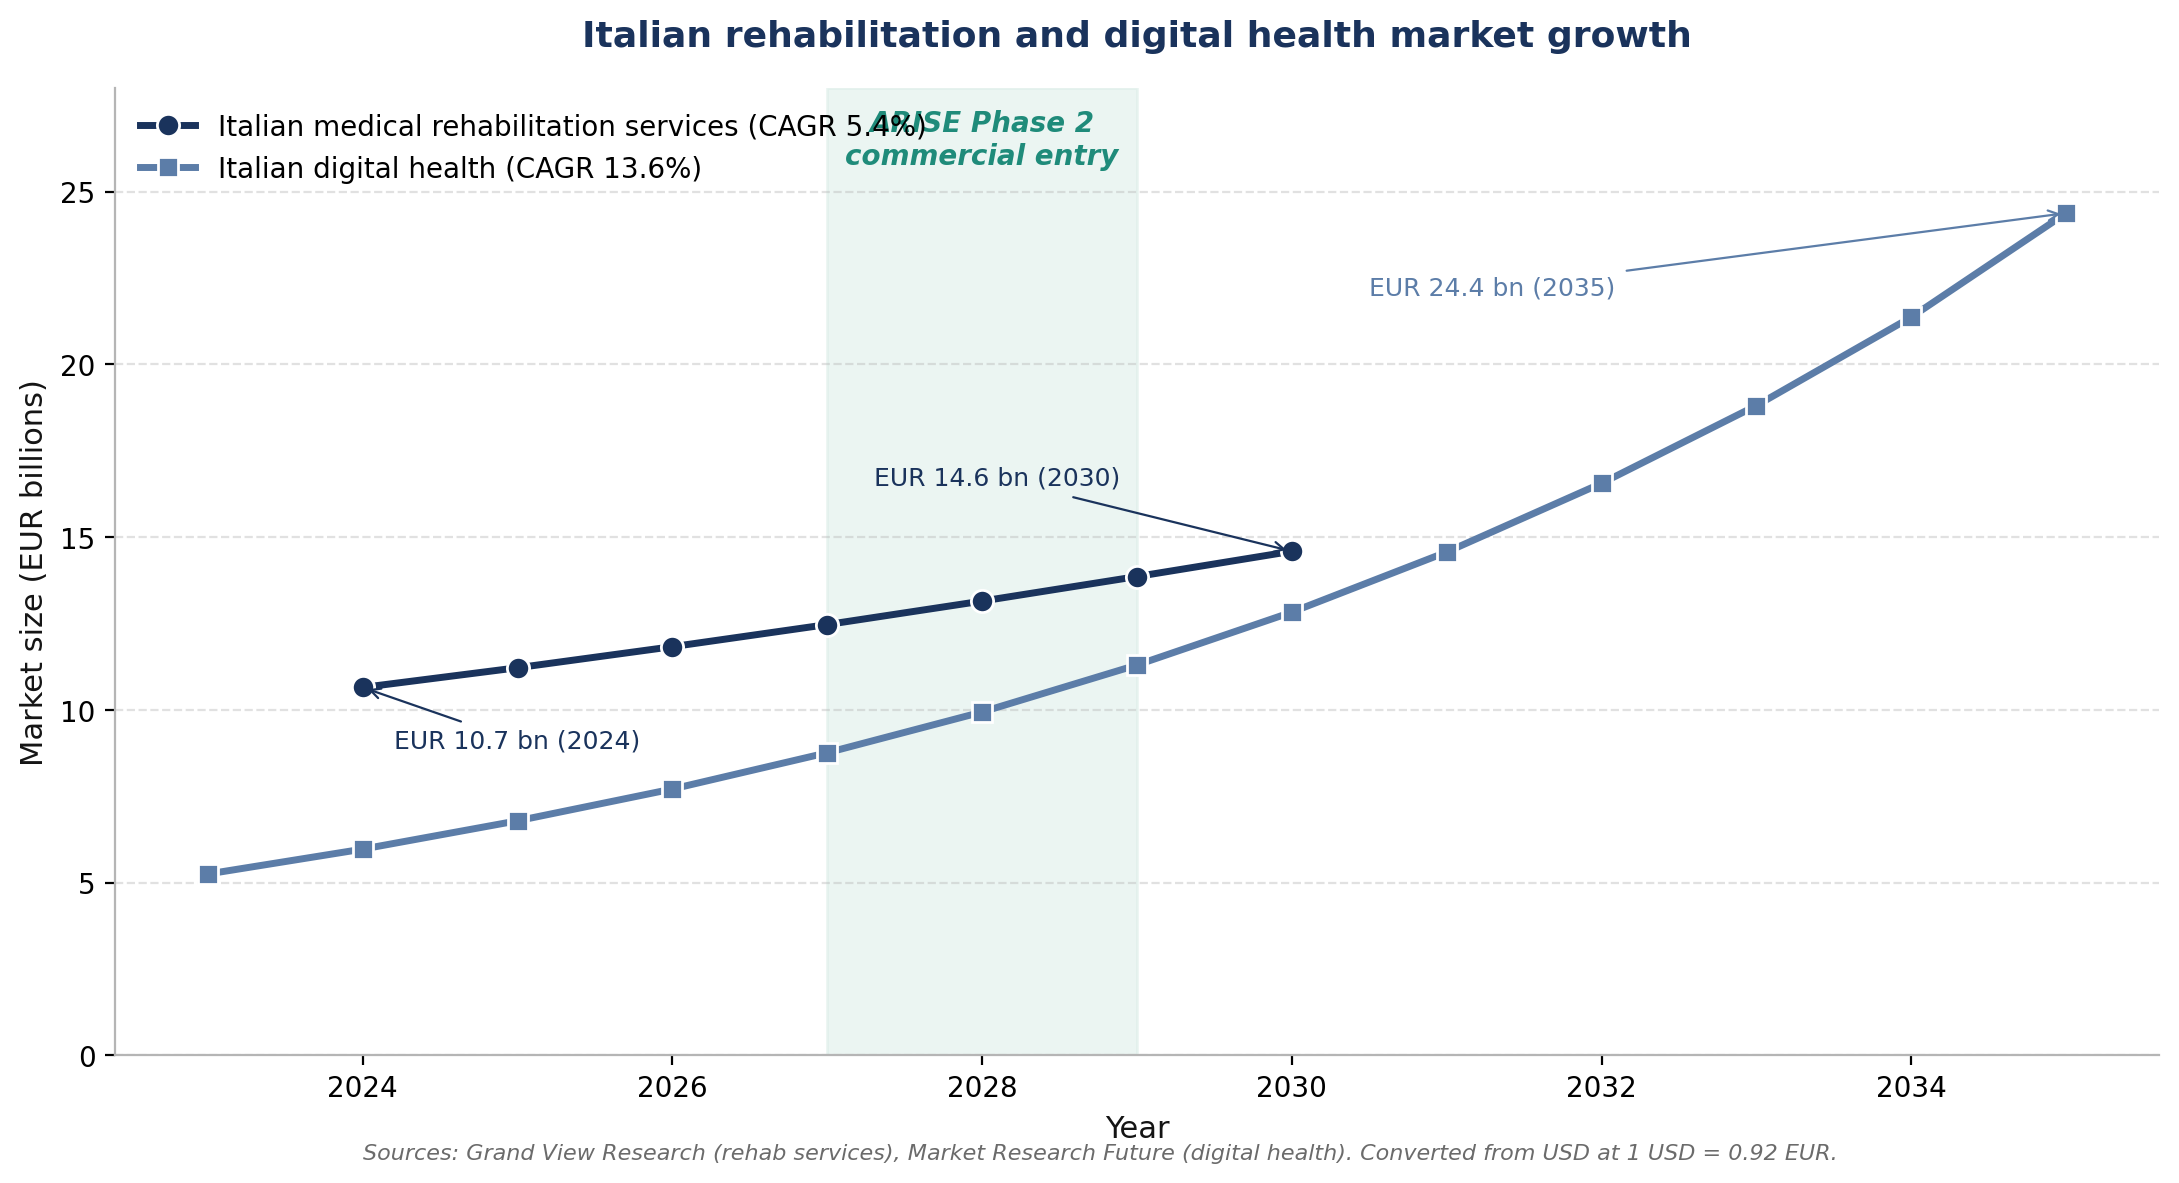 Italian rehabilitation and digital health market growth
Italian medical rehabilitation services (CAGR 5.4%)
Italian digital health (CAGR 13.6%)
ARISE Phase 2
commercial entry
25
20
15
10
5
0
Market size (EUR billions)
EUR 24.4 bn (2035)
EUR 14.6 bn (2030)
EUR 10.7 bn (2024)
2024
2026
2028
2030
2032
2034
Year
Sources: Grand View Research (rehab services), Market Research Future (digital health). Converted from USD at 1 USD = 0.92 EUR.